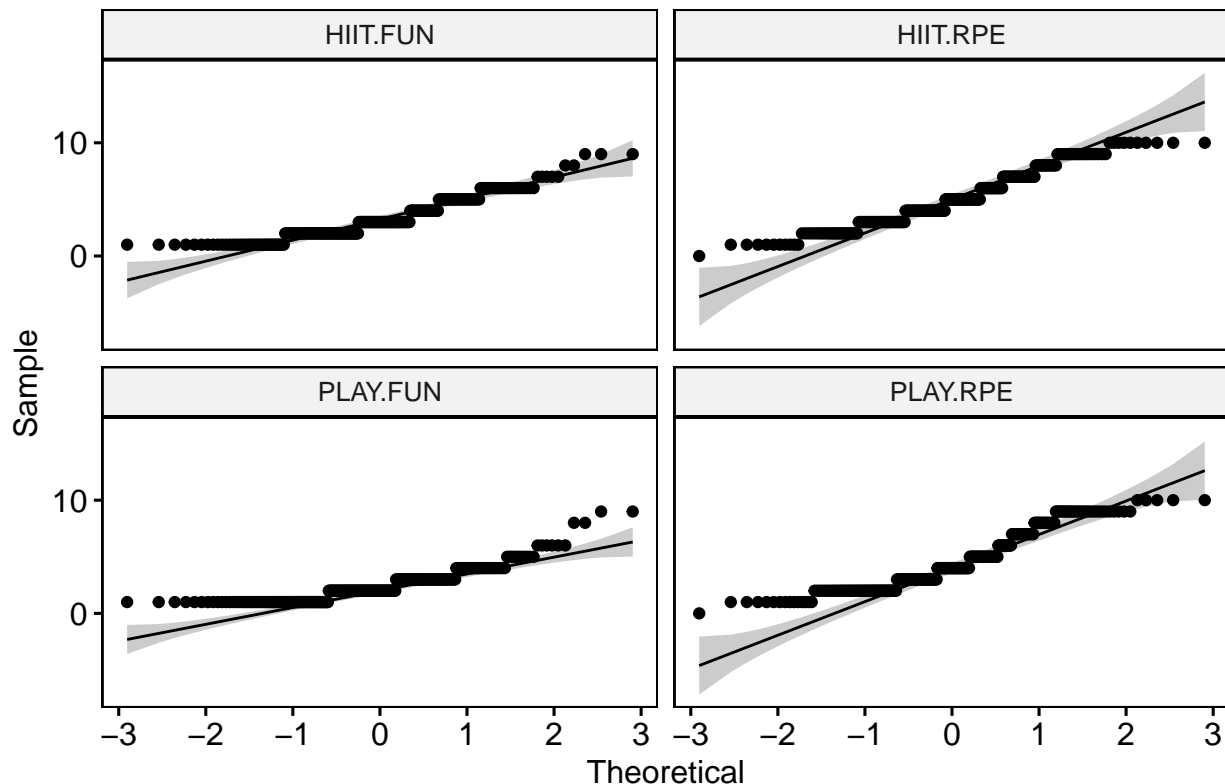 HIIT.FUN HIIT.RPE
10
0
PLAY.FUN PLAY.RPE
10
0
−3 −2 −1 0 1 2 3 −3 −2 −1 0 1 2 3
Sample
Theoretical